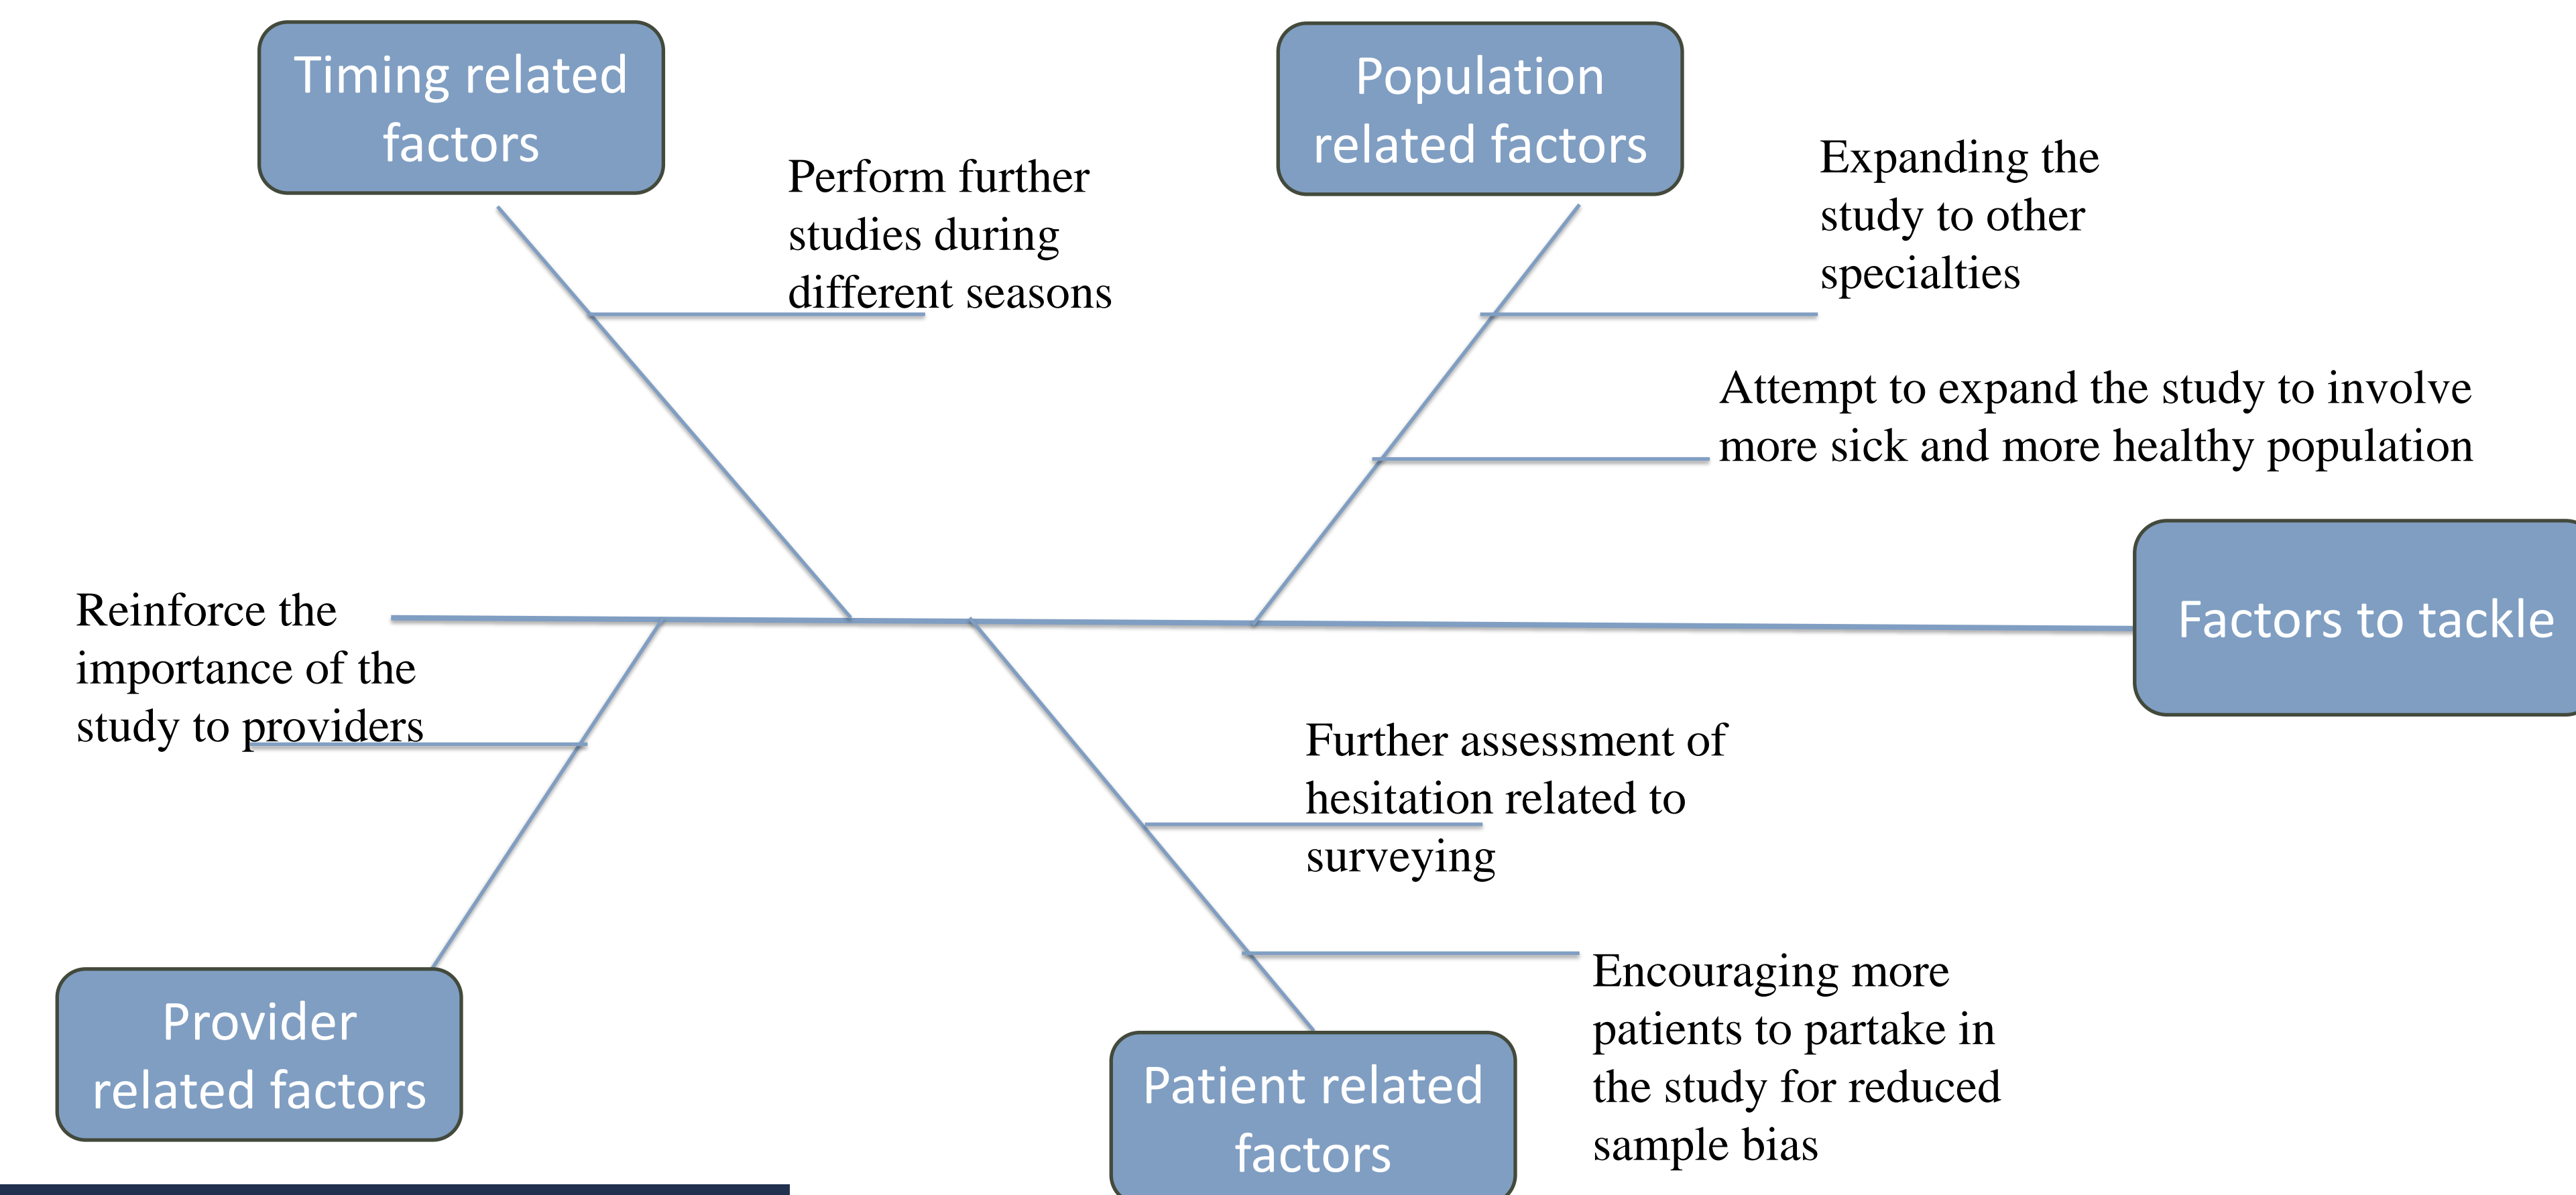 Timing related
factors
Population
related factors
Perform further
studies during
different seasons
Expanding the
study to other
specialties
Attempt to expand the study to involve
more sick and more healthy population
Factors to tackle
Reinforce the
importance of the
study to providers
Further assessment of
hesitation related to
surveying
Encouraging more
patients to partake in
the study for reduced
sample bias
Provider
related factors
Patient related
factors